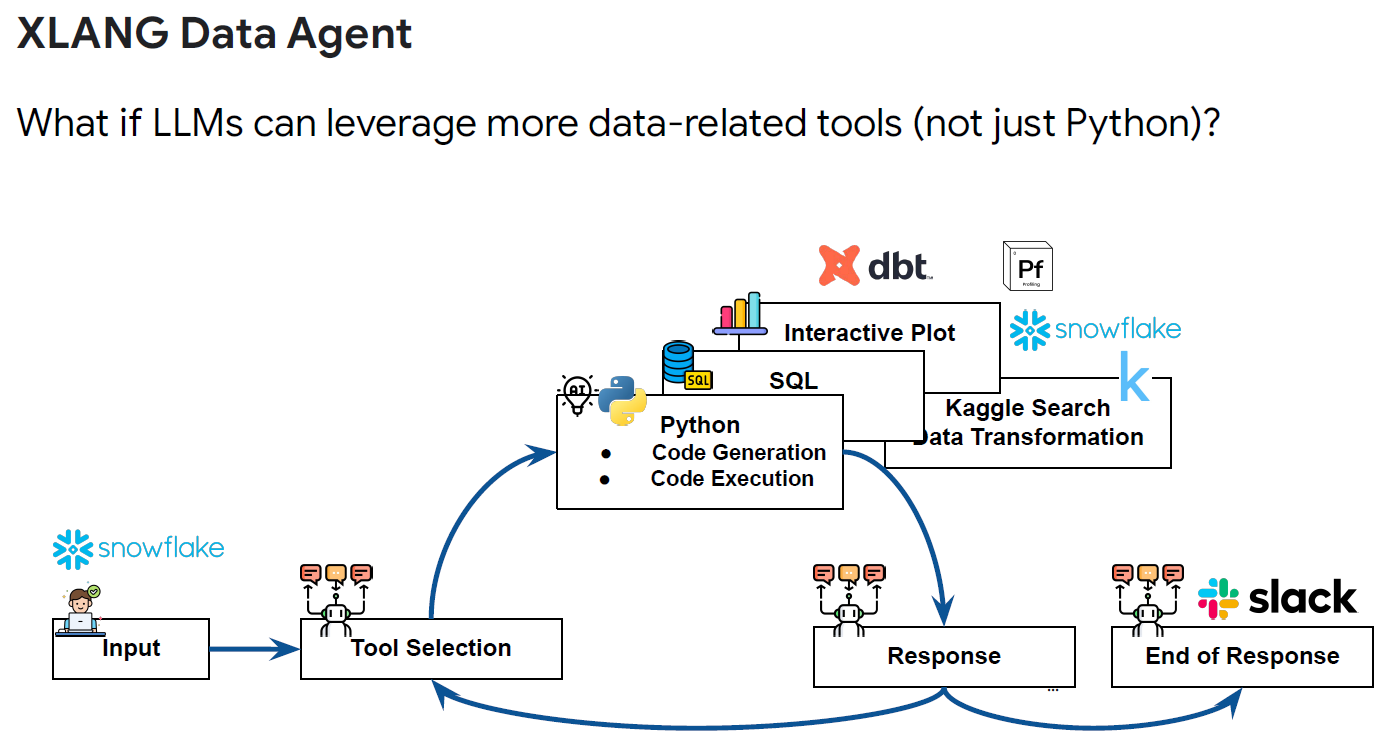 XLANG Data Agent
What if LLMs can leverage more data-related tools (not just Python)?
dbt
Pf
Profiling
Interactive Plot
snowflake
SQL
SQL
k
Kaggle Search
Data Transformation
AI
Python
● Code Generation
● Code Execution
snowflake
Input
Tool Selection
Response
...
slack
End of Response